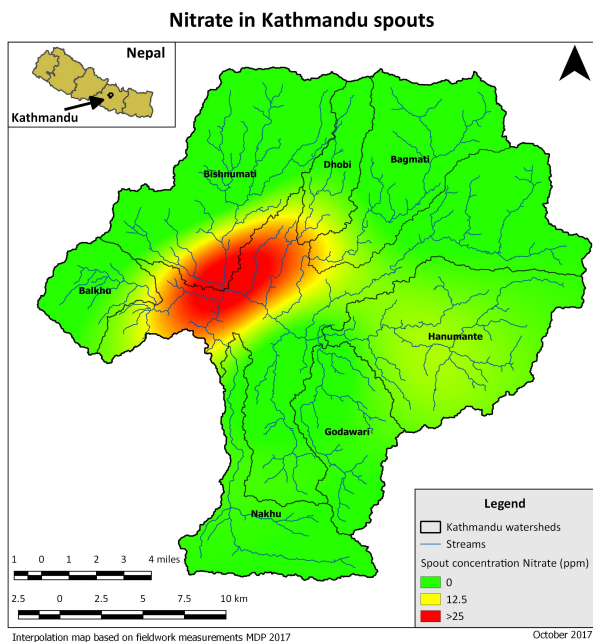 Nitrate in Kathmandu spouts
Nepal
Kathmandu
Dhobi
Bagmati
Bishnumati
Balkhu
Hanumante
Godawari
Nakhu
Legend
Kathmandu watersheds
Streams
Spout concentration Nitrate (ppm)
0
12.5
>25
1 0 1 2 3 4 miles
2.5 0 2.5 5 7.5 10 km
Interpolation map based on fieldwork measurements MDP 2017
October 2017